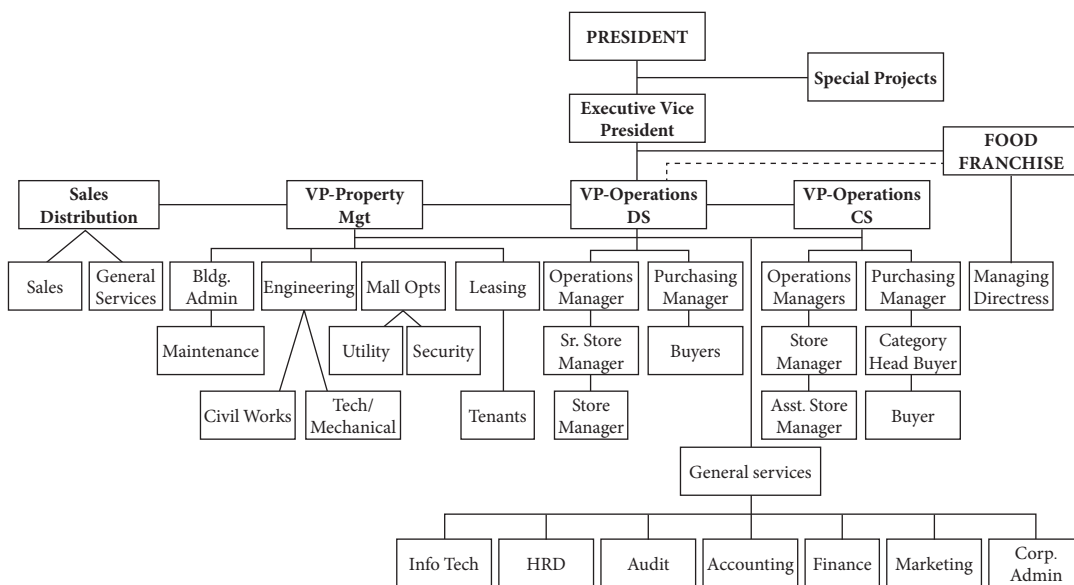 PRESIDENT
Special Projects
Executive Vice
President
FOOD
FRANCHISE
Sales
Distribution
VP-Property
Mgt
VP-Operations
DS
VP-Operations
CS
Sales
General
Services
Bldg.
Admin
Engineering
Mall Opts
Leasing
Operations
Manager
Purchasing
Manager
Operations
Managers
Purchasing
Manager
Managing
Directress
Maintenance
Utility
Security
Sr. Store
Manager
Buyers
Store
Manager
Category
Head Buyer
Civil Works
Tech/
Mechanical
Tenants
Store
Manager
Asst. Store
Manager
Buyer
General services
Info Tech
HRD
Audit
Accounting
Finance
Marketing
Corp.
Admin